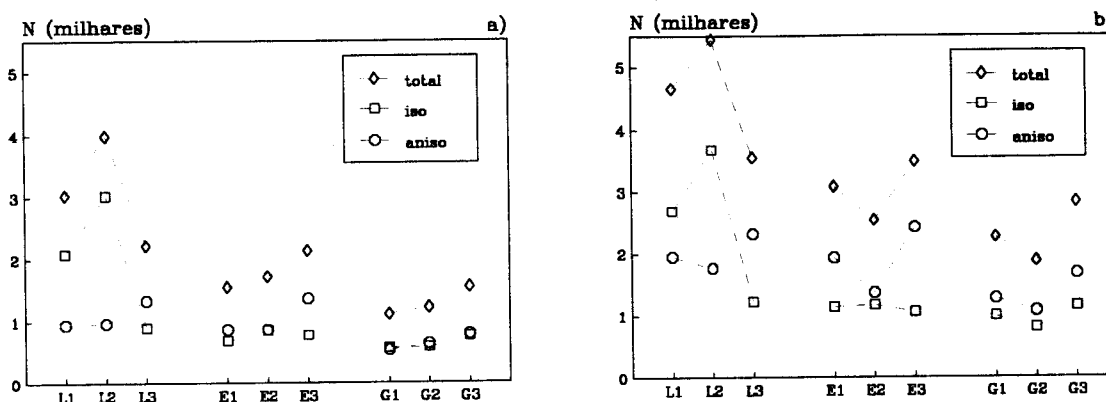 N (milhares) a)
5
4
3
2
1
0
total
iso
aniso
L1 L2 L3 E1 E2 E3 G1 G2 G3
N (milhares) b
5
4
3
2
1
0
total
iso
aniso
L1 L2 L3 E1 E2 E3 G1 G2 G3